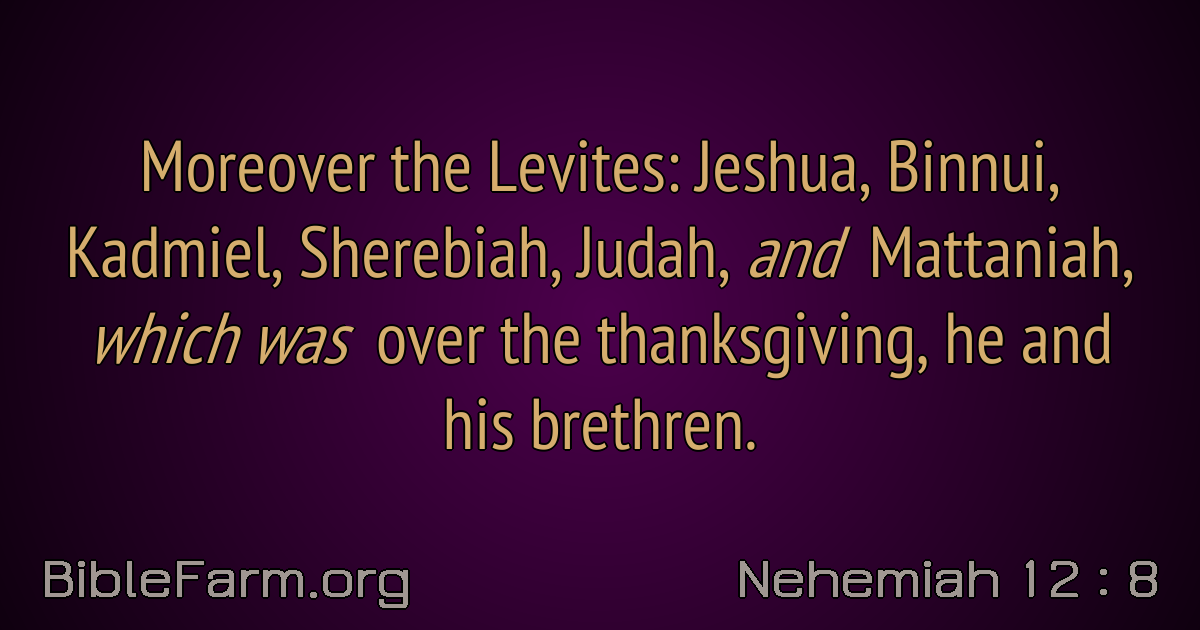 Moreover the Levites: Jeshua, Binnui,
Kadmiel, Sherebiah, Judah, and Mattaniah,
which was over the thanksgiving, he and
his brethren.
BibleFarm.org
Nehemiah 12 : 8